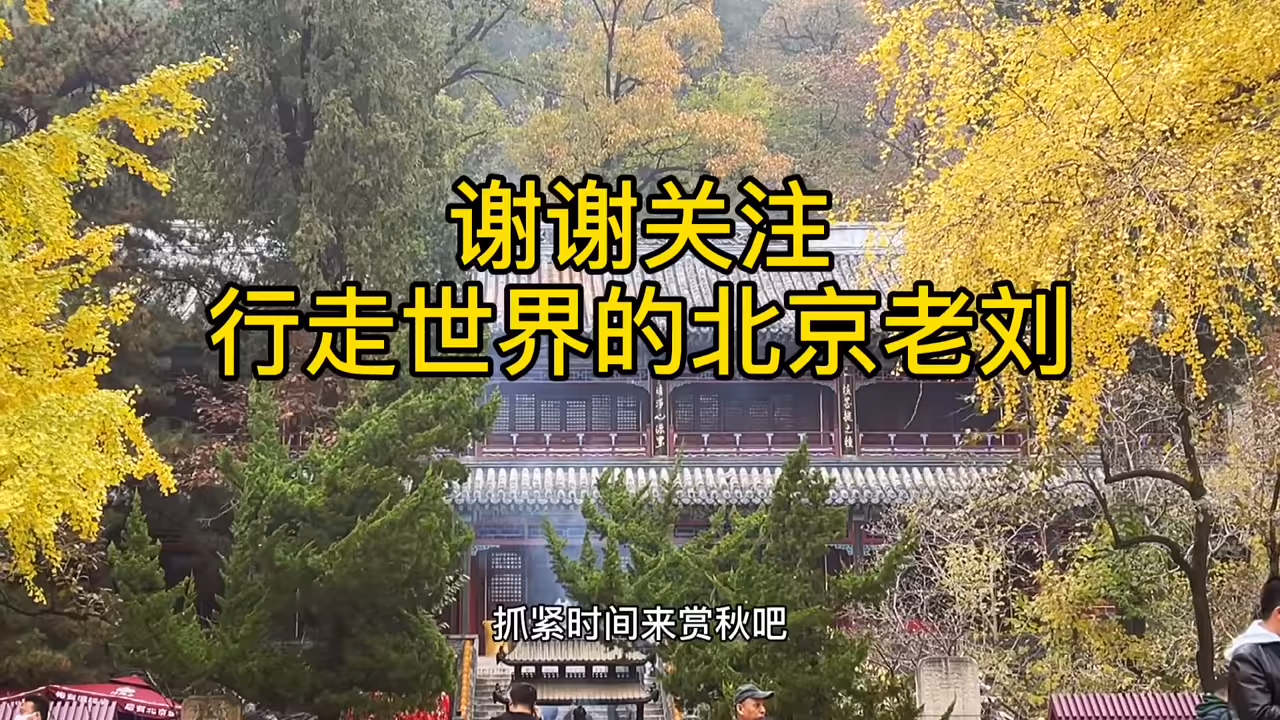 谢谢关注
行走世界的北京老刘
抓紧时间来赏秋吧